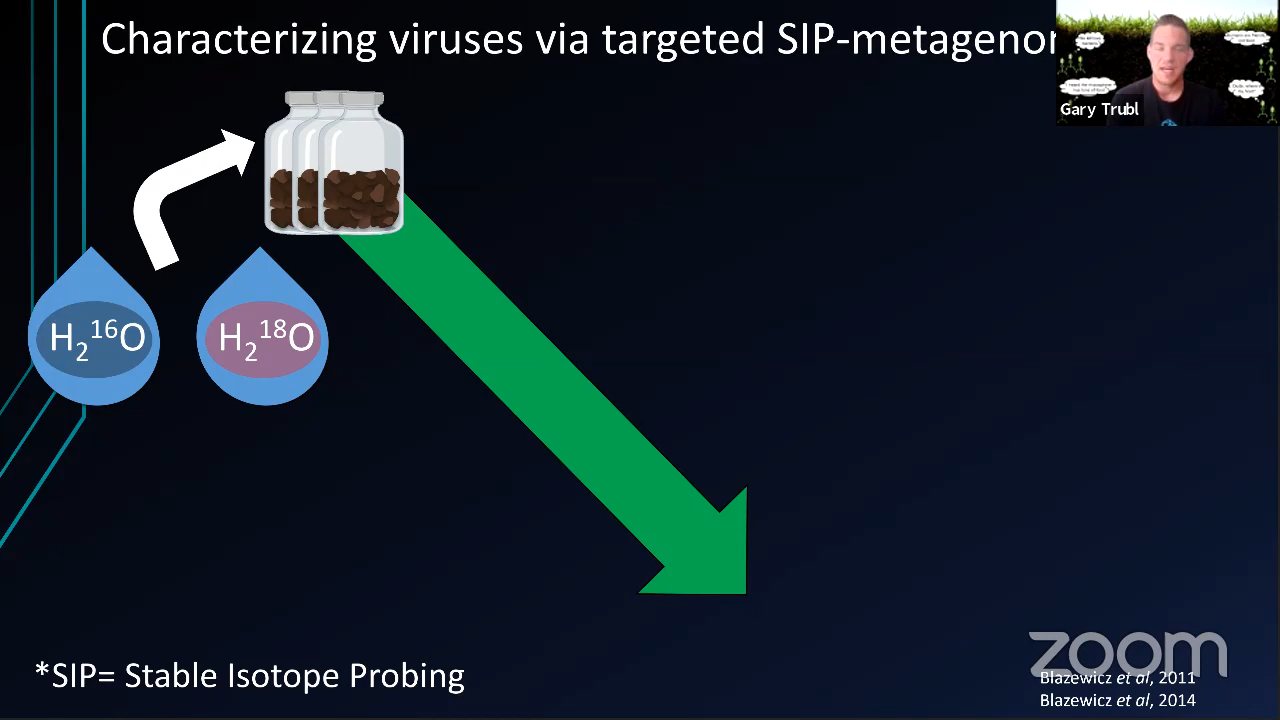 Characterizing viruses via targeted SIP-metagenom
Gary Trubl
H₂¹⁶O
H₂¹⁸O
*SIP= Stable Isotope Probing
zoom
Blazewicz et al, 2011
Blazewicz et al, 2014